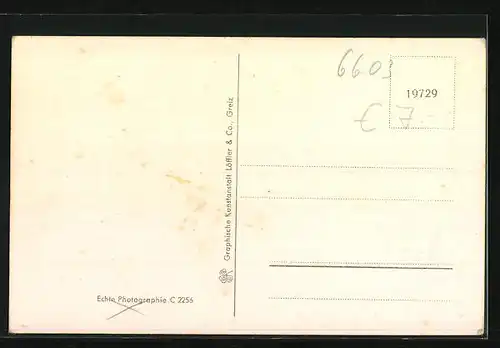 6603
19729
€ 7.-
Graphische Kunstanstalt Löffler & Co., Greiz
Echte Photographie C 2256